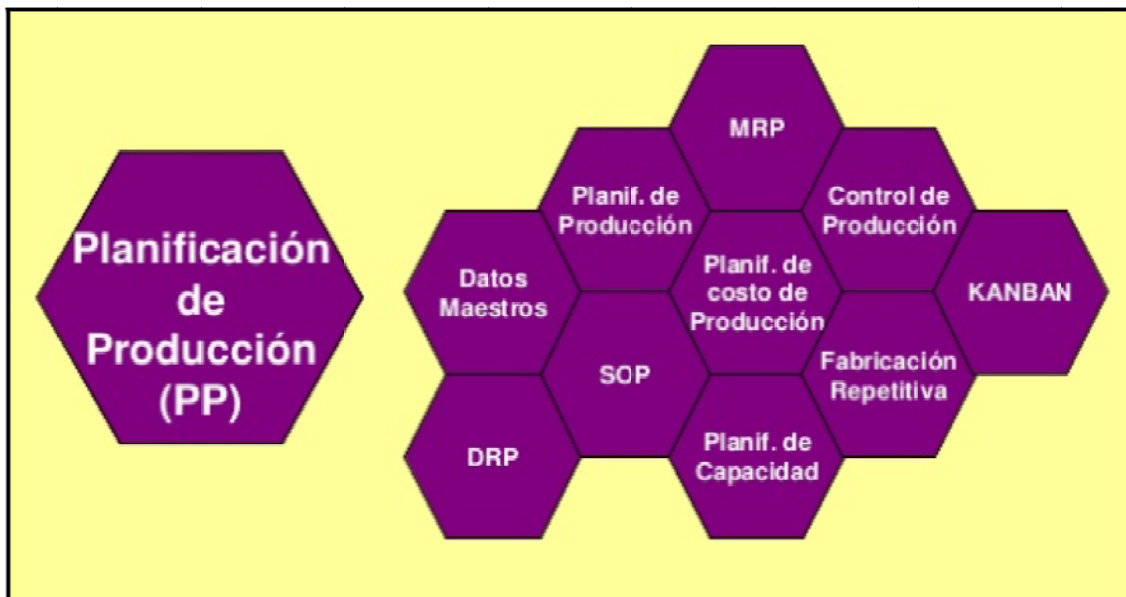 Planificación
de
Producción
(PP)
MRP
Planif. de
Producción
Control de
Producción
Datos
Maestros
Planif. de
costo de
Producción
KANBAN
SOP
Fabricación
Repetitiva
DRP
Planif. de
Capacidad